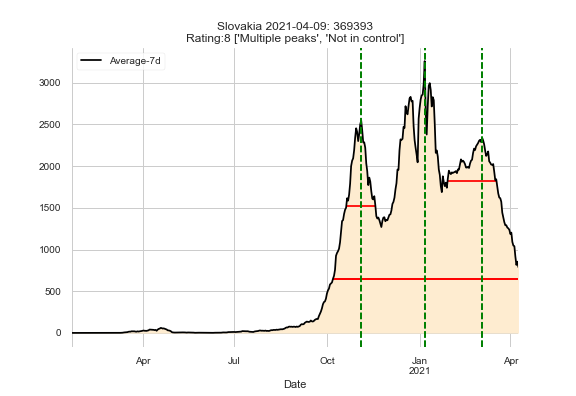 Slovakia 2021-04-09: 369393
Rating:8 ['Multiple peaks', 'Not in control']
Average-7d
3000
2500
2000
1500
1000
500
0
Apr
Jul
Oct
Jan
2021
Apr
Date